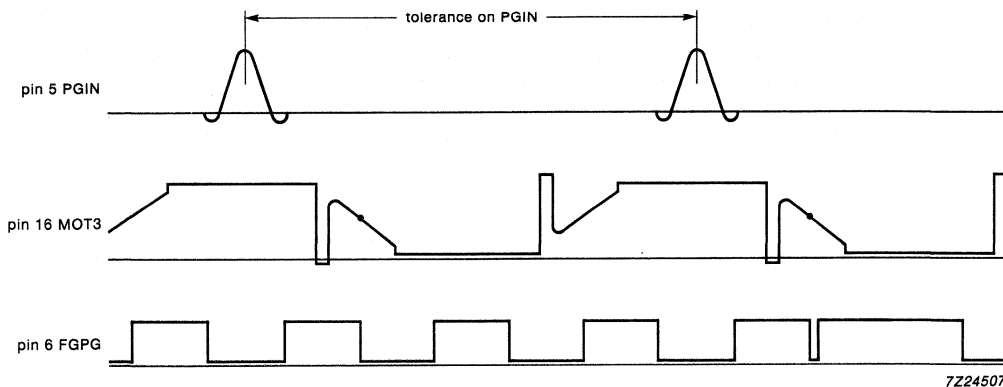 tolerance on PGIN
pin 5 PGIN
pin 16 MOT3
pin 6 FGPG
7Z24507